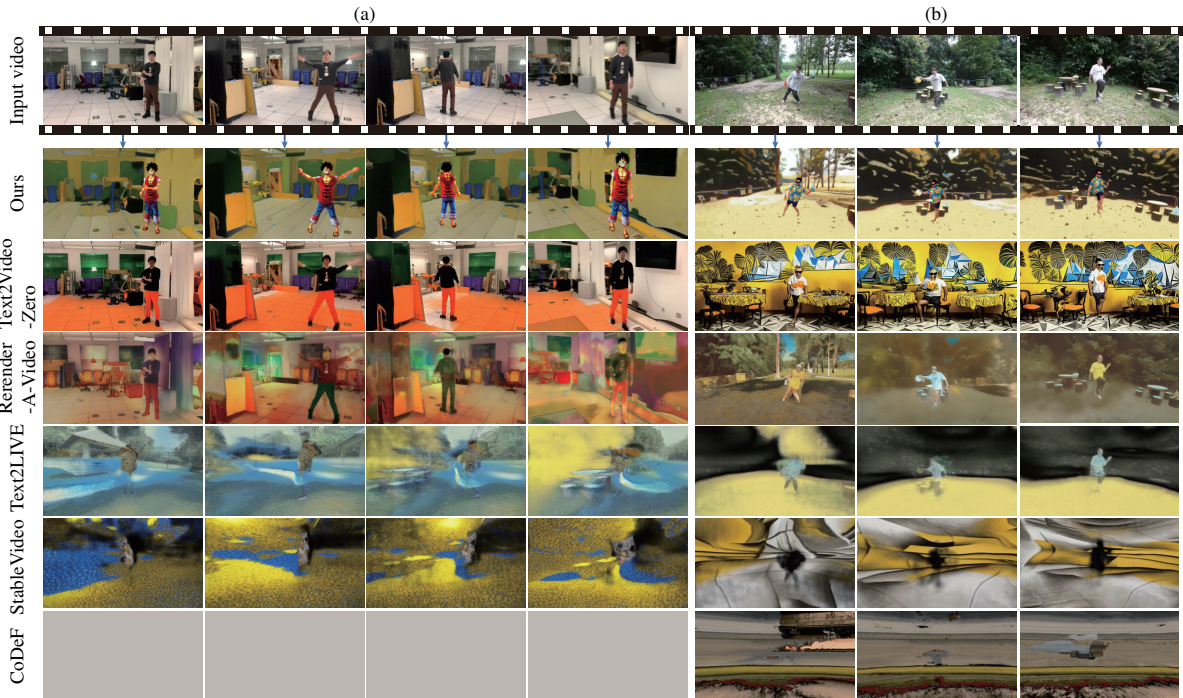 (a)
(b)
Input video
Ours
Text2Video
-Zero
Rerender
-A-Video
Text2LIVE
StableVideo
CoDeF